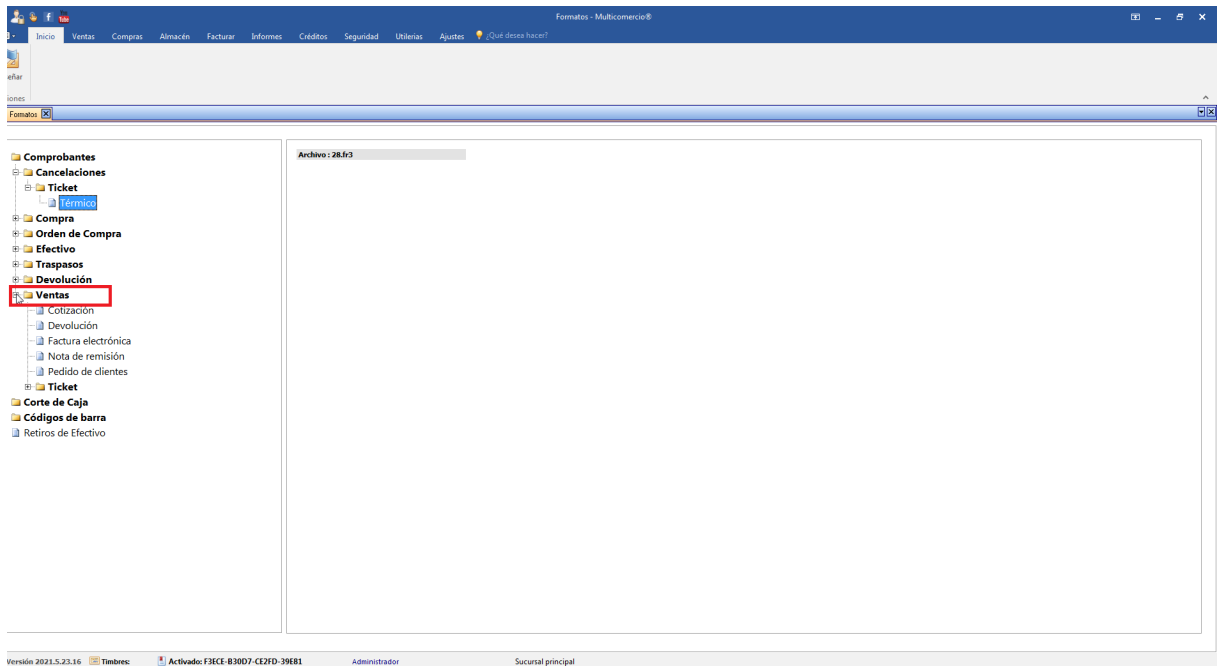 Formatos - Multicomercio®
Inicio Ventas Compras Almacén Facturar Informes Créditos Seguridad Utilerias Ajustes ¿Qué desea hacer?
eñar
iones
Formatos
Comprobantes
Cancelaciones
Ticket
Térmico
Compra
Orden de Compra
Efectivo
Traspasos
Devolución
Ventas
Cotización
Devolución
Factura electrónica
Nota de remisión
Pedido de clientes
Ticket
Corte de Caja
Códigos de barra
Retiros de Efectivo
Archivo : 28.fr3
Versión 2021.5.23.16 Timbres: Activado: F3ECE-B30D7-CE2FD-39E81 Administrador Sucursal principal